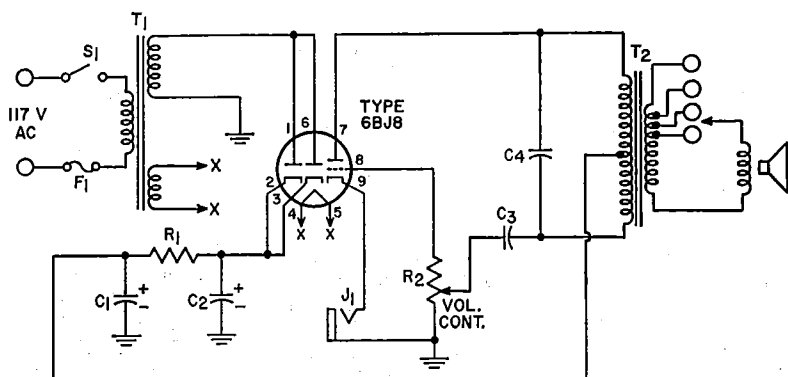 T1
S1
117 V
AC
F1
X
X
TYPE
6BJ8
1
6
7
2
3
8
9
4
5
X
X
R1
C1
+
-
C2
+
-
J1
R2
VOL.
CONT.
C3
C4
T2